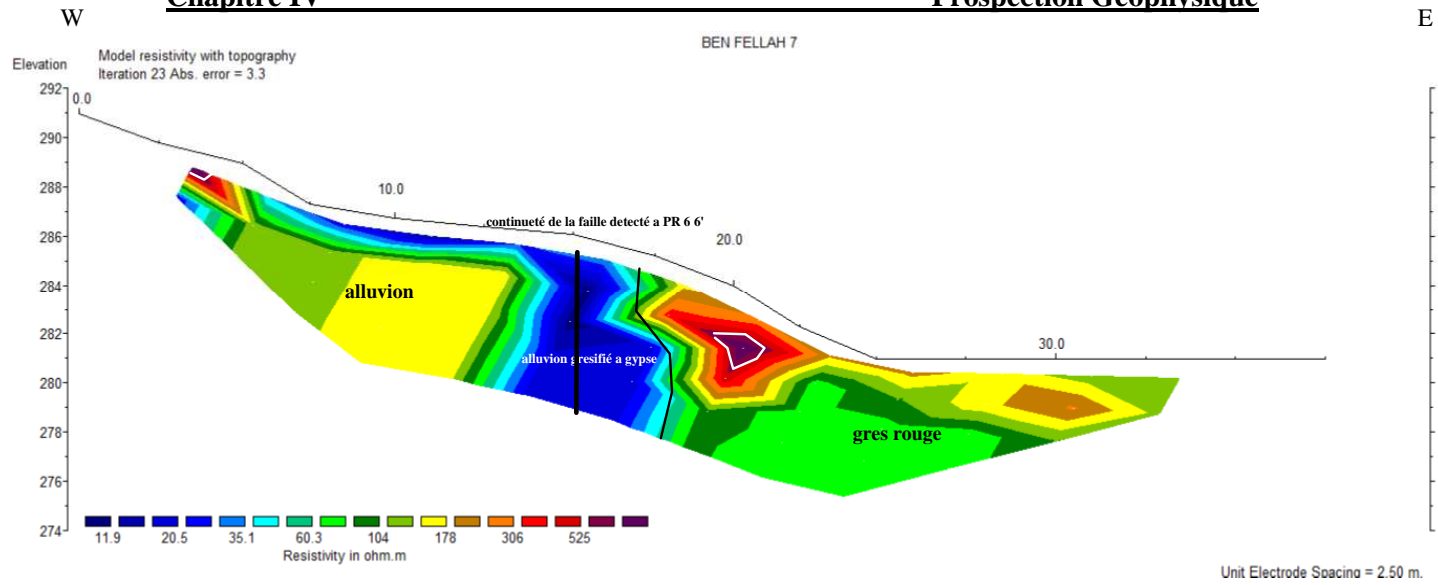 Chapitre IV Prospection Géophysique
W E
BEN FELLAH 7
Model resistivity with topography
Iteration 23 Abs. error = 3.3
Elevation
292
0.0
290
288
10.0
286
continueté de la faille detecté a PR 6 6'
20.0
284
alluvion
282
alluvion gresifié a gypse
30.0
280
278
gres rouge
276
274
11.9 20.5 35.1 60.3 104 178 306 525
Resistivity in ohm.m
Unit Electrode Spacing = 2.50 m.